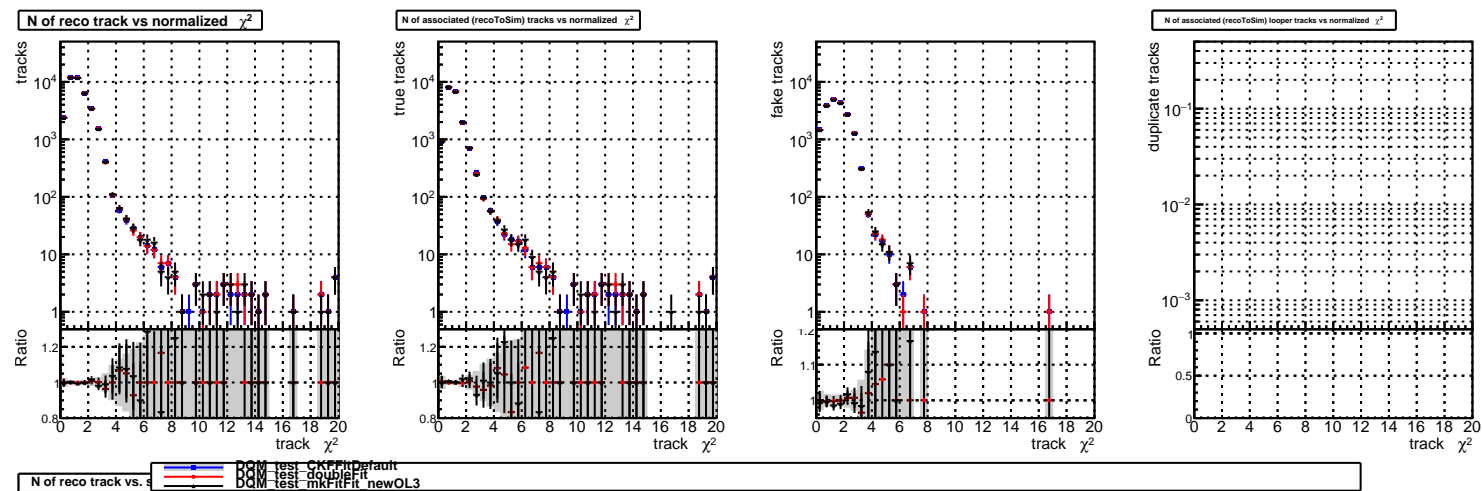 N of reco track vs normalized χ²
N of associated (recoToSim) tracks vs normalized χ²
N of associated (recoToSim) looper tracks vs normalized χ²
tracks
10⁴
10³
10²
10
1
Ratio
1.2
1
0.8
0 2 4 6 8 10 12 14 16 18 20
track χ²
true tracks
10⁴
10³
10²
10
1
Ratio
1.2
1
0.8
0 2 4 6 8 10 12 14 16 18 20
track χ²
fake tracks
10⁴
10³
10²
10
1
Ratio
1.2
1.1
1
0 2 4 6 8 10 12 14 16 18 20
track χ²
duplicate tracks
10⁻¹
10⁻²
10⁻³
Ratio
1
0.5
0
0 2 4 6 8 10 12 14 16 18 20
track χ²
N of reco track vs. s
DQM_test_CKFFitDefault
DQM_test_doubleFit
DQM_test_mkFitFit_newOL3